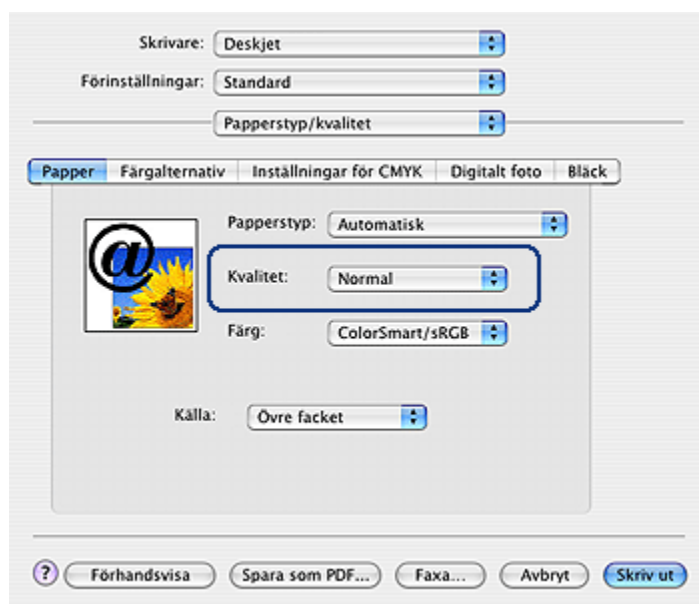 Skrivare: Deskjet
Förinställningar: Standard
Papperstyp/kvalitet
Papper Färgalternativ Inställningar för CMYK Digitalt foto Bläck
Papperstyp: Automatisk
@
Kvalitet: Normal
Färg: ColorSmart/sRGB
Källa: Övre facket
? Förhandsvisa Spara som PDF... Faxa... Avbryt Skriv ut